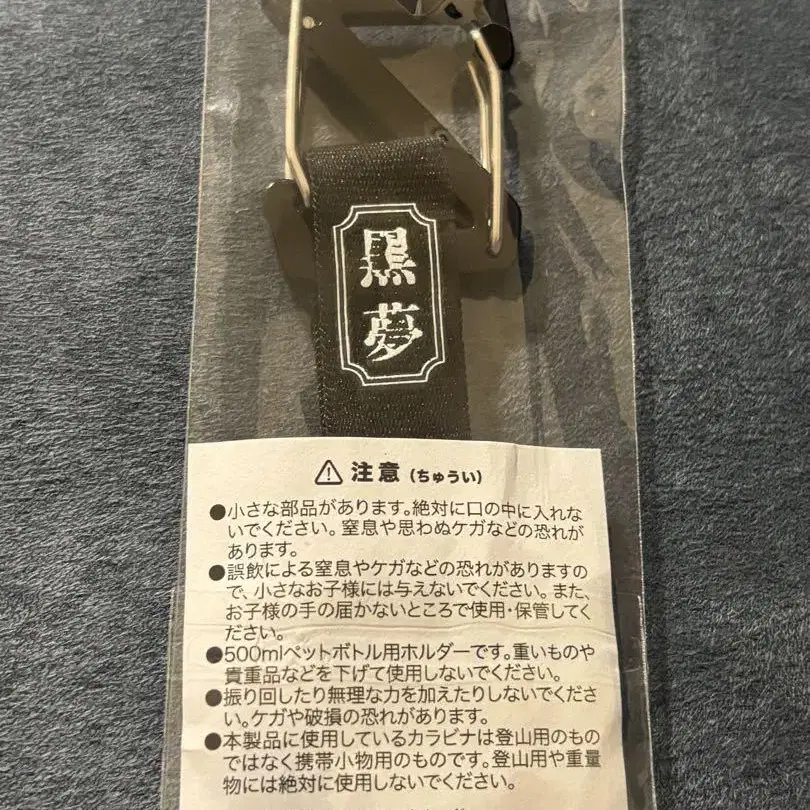 黒
夢
⚠ 注意（ちゅうい）
●小さな部品があります。絶対に口の中に入れな
いでください。窒息や思わぬケガなどの恐れが
あります。
●誤飲による窒息やケガなどの恐れがありますの
で、小さなお子様には与えないでください。また、
お子様の手の届かないところで使用・保管してく
ださい。
●500mlペットボトル用ホルダーです。重いものや
貴重品などを下げて使用しないでください。
●振り回したり無理な力を加えたりしないでくださ
い。ケガや破損の恐れがあります。
●本製品に使用しているカラビナは登山用のもの
ではなく携帯小物用のものです。登山用や重量
物には絶対に使用しないでください。